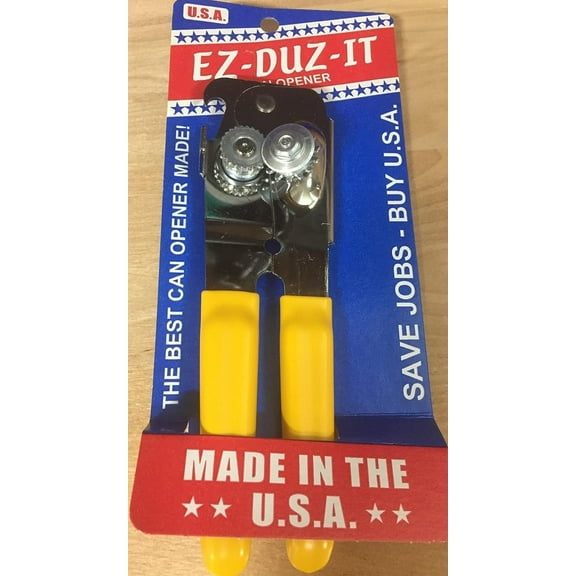 U.S.A.
EZ-DUZ-IT
OPENER
THE BEST CAN OPENER MADE!
SAVE JOBS - BUY U.S.A.
MADE IN THE
U.S.A.